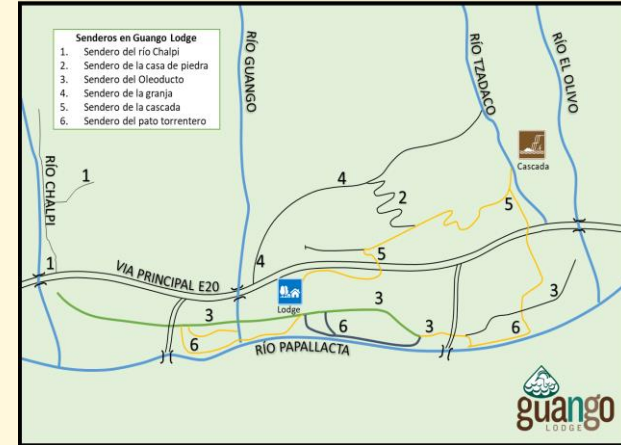 Senderos en Guango Lodge
1. Sendero del río Chalpi
2. Sendero de la casa de piedra
3. Sendero del Oleoducto
4. Sendero de la granja
5. Sendero de la cascada
6. Sendero del pato torrentero
RÍO GUANGO
RÍO TZADACO
RÍO EL OLIVO
Cascada
RÍO CHALPI
1
4
2
5
1
4
5
VIA PRINCIPAL E20
Lodge
3
3
3
3
6
6
6
RÍO PAPALLACTA
guango
LODGE